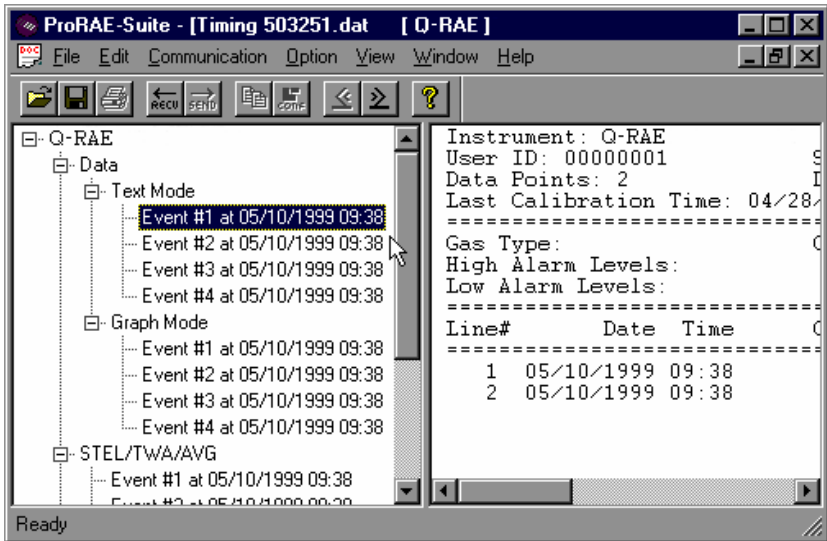 ProRAE-Suite - [Timing 503251.dat [ Q-RAE ]
File Edit Communication Option View Window Help
RECV SEND CONF
Q-RAE
Data
Text Mode
Event #1 at 05/10/1999 09:38
Event #2 at 05/10/1999 09:38
Event #3 at 05/10/1999 09:38
Event #4 at 05/10/1999 09:38
Graph Mode
Event #1 at 05/10/1999 09:38
Event #2 at 05/10/1999 09:38
Event #3 at 05/10/1999 09:38
Event #4 at 05/10/1999 09:38
STEL/TWA/AVG
Event #1 at 05/10/1999 09:38
Instrument: Q-RAE
User ID: 00000001
Data Points: 2
Last Calibration Time: 04/28/
==============================
Gas Type:
High Alarm Levels:
Low Alarm Levels:
==============================
Line# Date Time
==============================
1 05/10/1999 09:38
2 05/10/1999 09:38
Ready